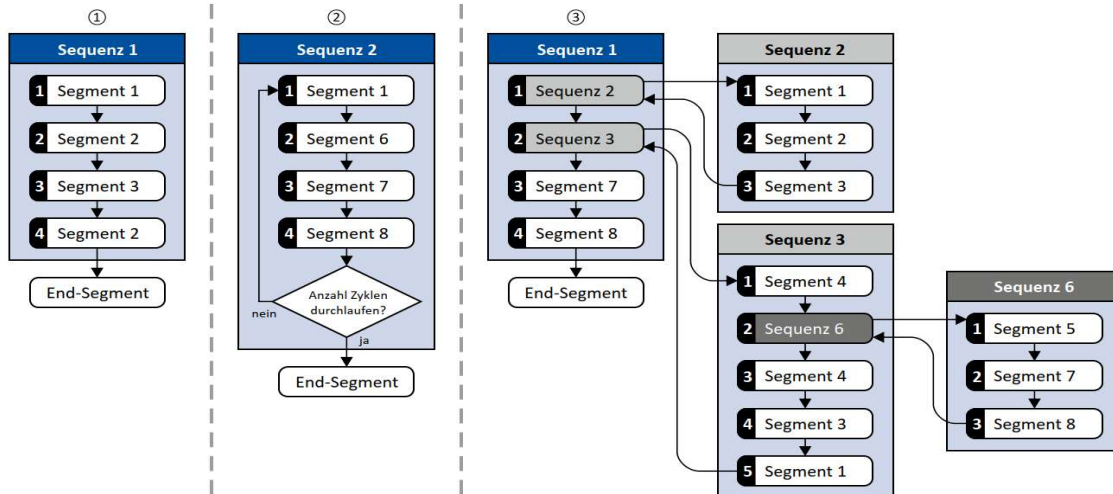 ①
Sequenz 1
1 Segment 1
2 Segment 2
3 Segment 3
4 Segment 2
End-Segment
②
Sequenz 2
1 Segment 1
2 Segment 6
3 Segment 7
4 Segment 8
Anzahl Zyklen
durchlaufen?
nein
ja
End-Segment
③
Sequenz 1
1 Sequenz 2
2 Sequenz 3
3 Segment 7
4 Segment 8
End-Segment
Sequenz 2
1 Segment 1
2 Segment 2
3 Segment 3
Sequenz 3
1 Segment 4
2 Sequenz 6
3 Segment 4
4 Segment 3
5 Segment 1
Sequenz 6
1 Segment 5
2 Segment 7
3 Segment 8